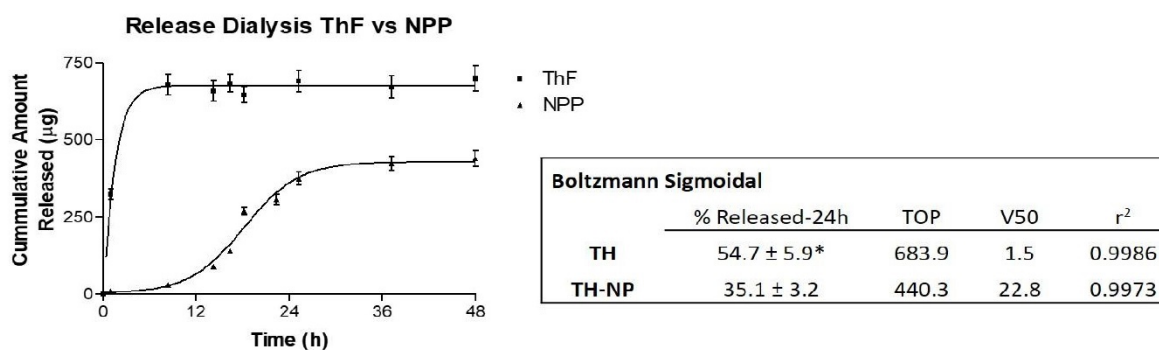 Release Dialysis ThF vs NPP
Cummulative Amount
Released (µg)
750
500
250
0
0 12 24 36 48
Time (h)
ThF
NPP
Boltzmann Sigmoidal
% Released-24h TOP V50 r²
TH 54.7 ± 5.9* 683.9 1.5 0.9986
TH-NP 35.1 ± 3.2 440.3 22.8 0.9973